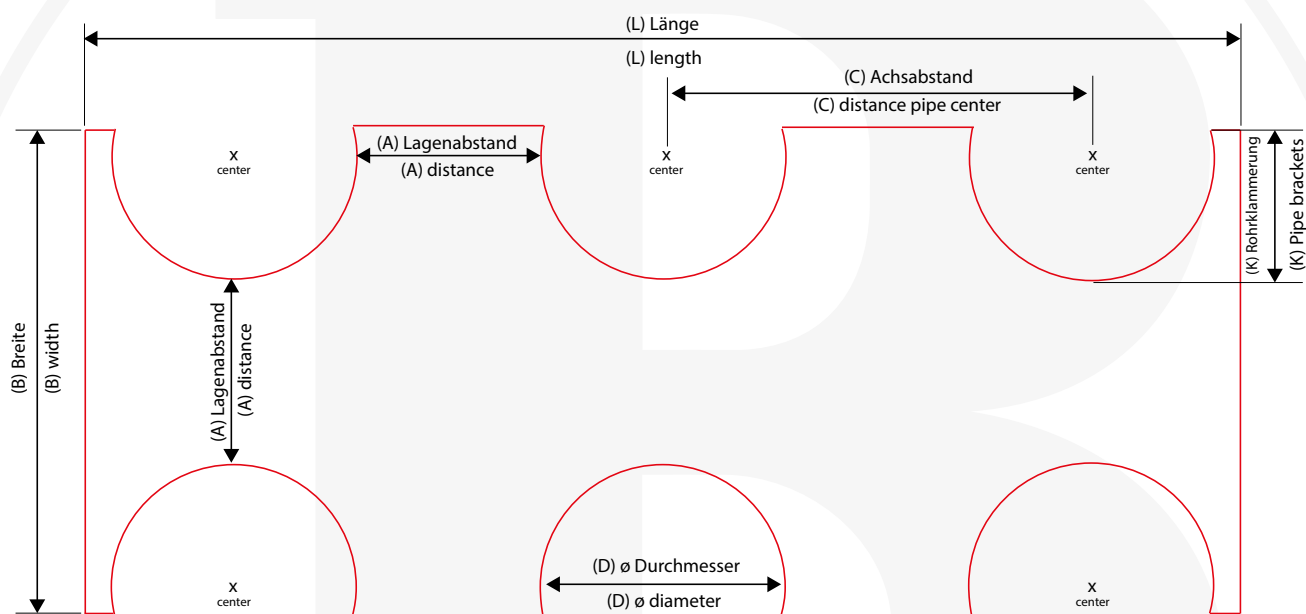 (L) Länge
(L) length
(C) Achsabstand
(C) distance pipe center
(A) Lagenabstand
(A) distance
x
center
x
center
x
center
(K) Rohrklammerung
(K) Pipe brackets
(B) Breite
(B) width
(A) Lagenabstand
(A) distance
(D) ø Durchmesser
(D) ø diameter
x
center
x
center